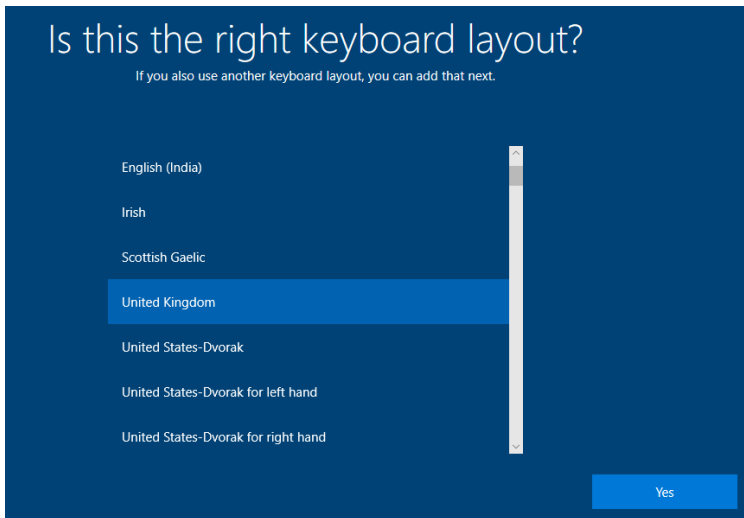 Is this the right keyboard layout?
If you also use another keyboard layout, you can add that next.
English (India)
Irish
Scottish Gaelic
United Kingdom
United States-Dvorak
United States-Dvorak for left hand
United States-Dvorak for right hand
Yes